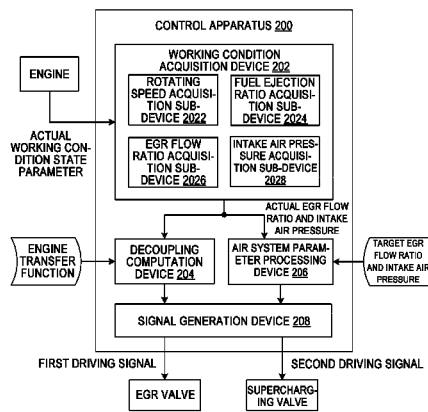 CONTROL APPARATUS 200
WORKING CONDITION
ACQUISITION DEVICE 202
ENGINE
ROTATING
SPEED ACQUI-
SITION SUB-
DEVICE 2022
FUEL EJECTION
RATIO ACQUI-
SITION SUB-
DEVICE 2024
ACTUAL
WORKING CON-
DITION STATE
PARAMETER
EGR FLOW
RATIO ACQUI-
SITION SUB-
DEVICE 2026
INTAKE AIR PRE-
SSURE ACQUISI-
TION SUB-DEVICE
2028
ACTUAL EGR FLOW
RATIO AND INTAKE
AIR PRESSURE
ENGINE
TRANSFER
FUNCTION
DECOUPLING
COMPUTATION
DEVICE 204
AIR SYSTEM PARA-
METER PROCESSING
DEVICE 206
TARGET EGR
FLOW RATIO
AND INTAKE AIR
PRESSURE
SIGNAL GENERATION DEVICE 208
FIRST DRIVING SIGNAL
SECOND DRIVING SIGNAL
EGR VALVE
SUPERCHARG-
ING VALVE